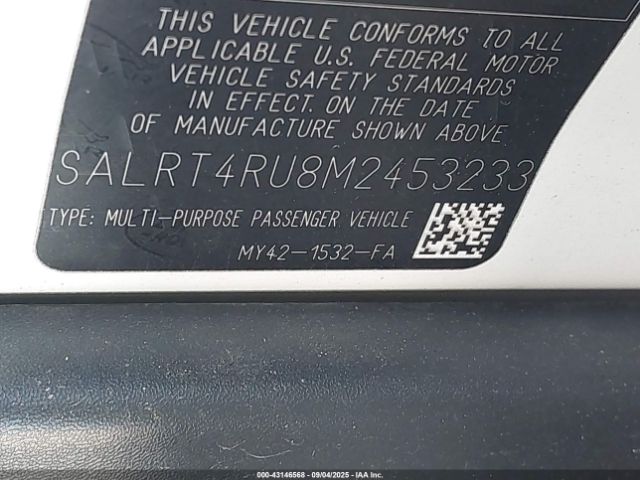 THIS VEHICLE CONFORMS TO ALL
APPLICABLE U.S. FEDERAL MOTOR
VEHICLE SAFETY STANDARDS
IN EFFECT ON THE DATE
OF MANUFACTURE SHOWN ABOVE
SALRT4RU8M2453233
TYPE: MULTI-PURPOSE PASSENGER VEHICLE
MY42-1532-FA
000-43146568 - 09/04/2025 - IAA